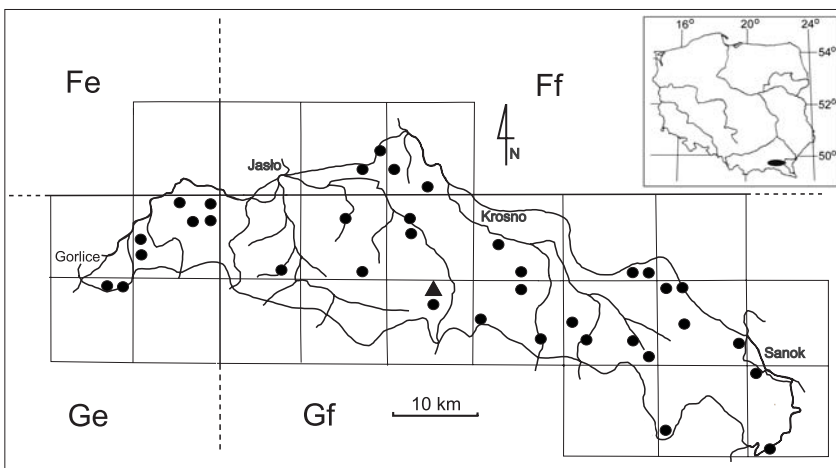 16° 20° 24°
54°
52°
50°
Fe
Ff
N
Jasło
Krosno
Gorlice
Sanok
Ge
Gf
10 km